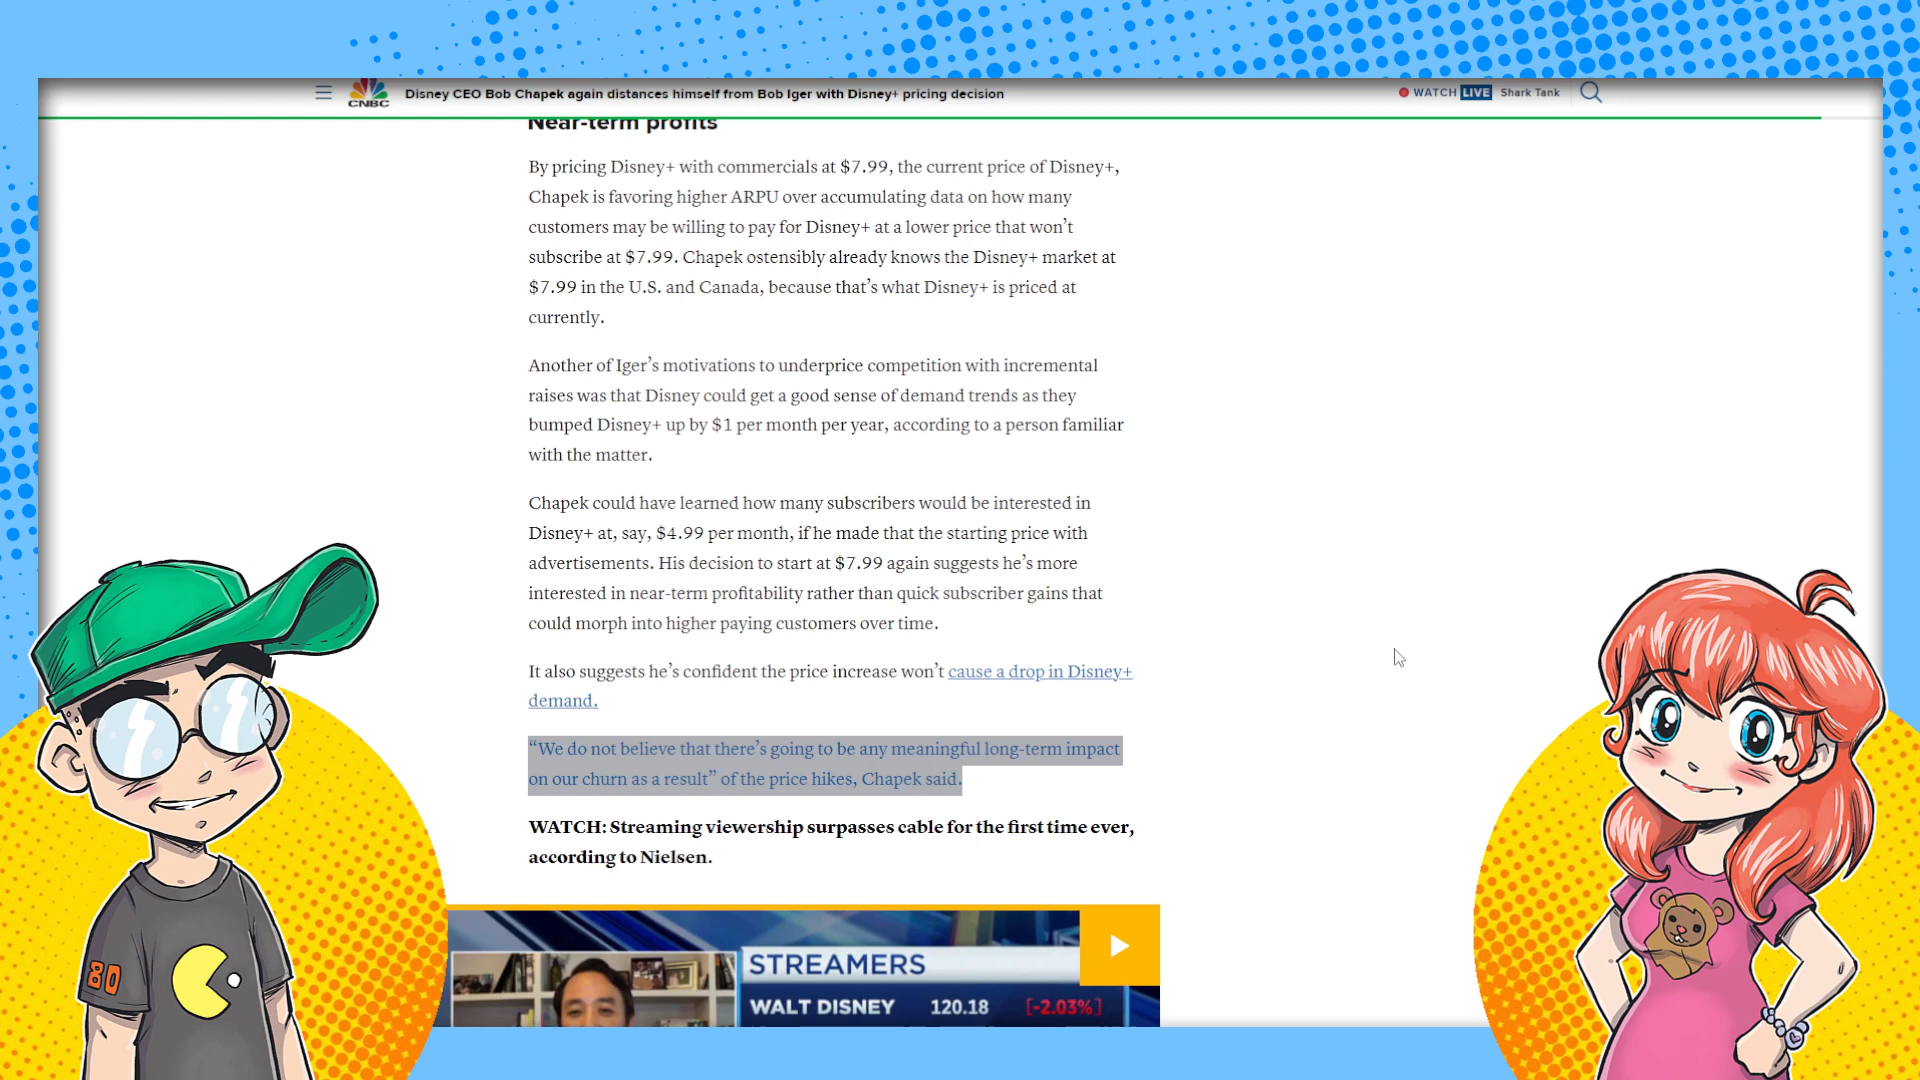 CNBC
Disney CEO Bob Chapek again distances himself from Bob Iger with Disney+ pricing decision
WATCH LIVE Shark Tank
Near-term profits
By pricing Disney+ with commercials at $7.99, the current price of Disney+,
Chapek is favoring higher ARPU over accumulating data on how many
customers may be willing to pay for Disney+ at a lower price that won’t
subscribe at $7.99. Chapek ostensibly already knows the Disney+ market at
$7.99 in the U.S. and Canada, because that’s what Disney+ is priced at
currently.
Another of Iger’s motivations to underprice competition with incremental
raises was that Disney could get a good sense of demand trends as they
bumped Disney+ up by $1 per month per year, according to a person familiar
with the matter.
Chapek could have learned how many subscribers would be interested in
Disney+ at, say, $4.99 per month, if he made that the starting price with
advertisements. His decision to start at $7.99 again suggests he’s more
interested in near-term profitability rather than quick subscriber gains that
could morph into higher paying customers over time.
It also suggests he’s confident the price increase won’t cause a drop in Disney+
demand.
“We do not believe that there’s going to be any meaningful long-term impact
on our churn as a result” of the price hikes, Chapek said.
WATCH: Streaming viewership surpasses cable for the first time ever,
according to Nielsen.
STREAMERS
WALT DISNEY 120.18 [-2.03%]
80